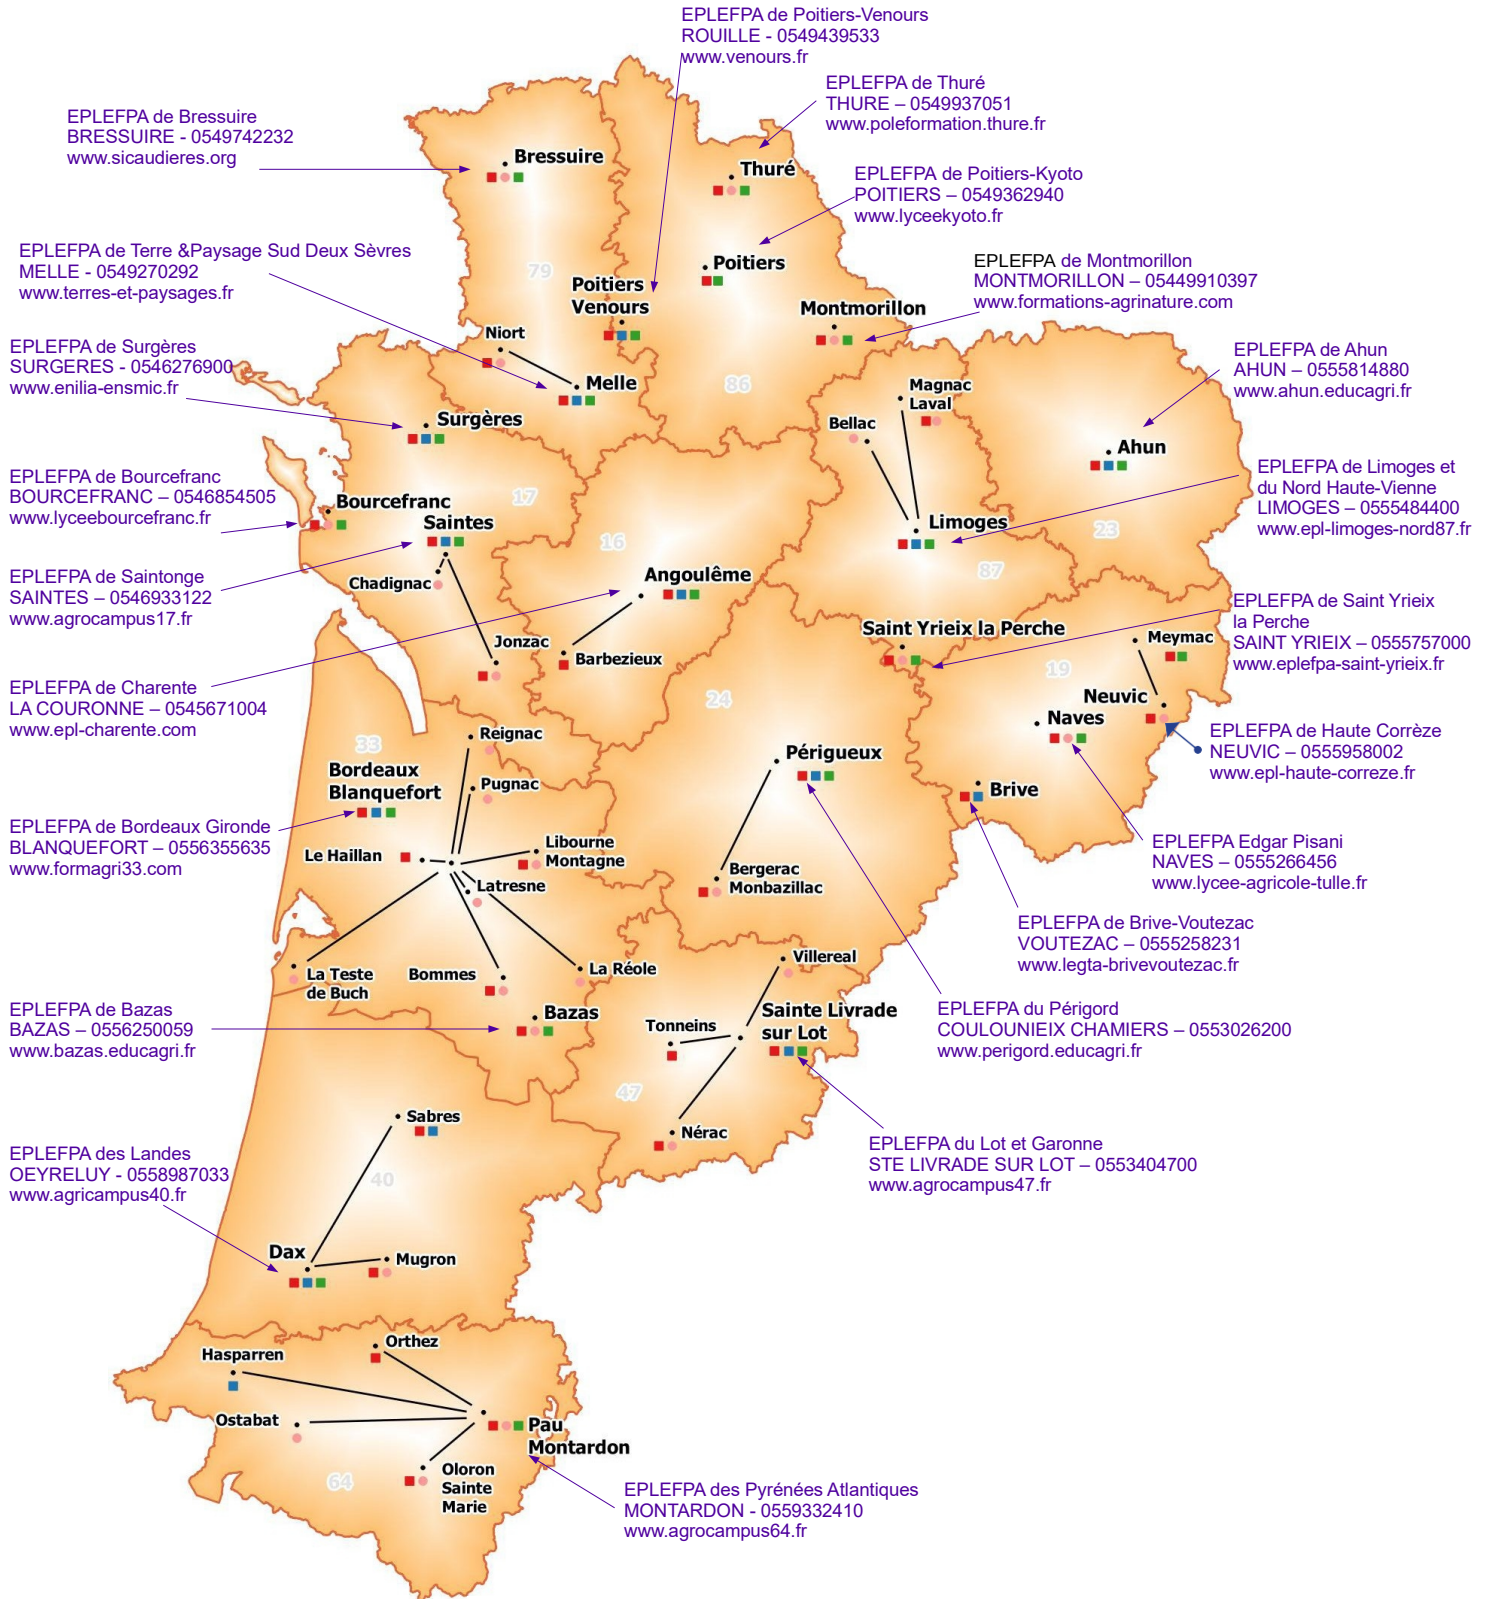 EPLEFPA de Poitiers-Venours
ROUILLE - 0549439533
www.venours.fr
EPLEFPA de Thuré
THURE – 0549937051
www.poleformation.thure.fr
EPLEFPA de Bressuire
BRESSUIRE - 0549742232
www.sicaudieres.org
Bressuire
Thuré
EPLEFPA de Poitiers-Kyoto
POITIERS – 0549362940
www.lyceekyoto.fr
EPLEFPA de Terre &Paysage Sud Deux Sèvres
MELLE - 0549270292
www.terres-et-paysages.fr
79
Poitiers
Venours
Poitiers
EPLEFPA de Montmorillon
MONTMORILLON – 05449910397
www.formations-agrinature.com
Montmorillon
Niort
Melle
86
EPLEFPA de Surgères
SURGERES - 0546276900
www.enilia-ensmic.fr
Surgères
Magnac
Laval
Bellac
EPLEFPA de Ahun
AHUN – 0555814880
www.ahun.educagri.fr
Ahun
23
EPLEFPA de Bourcefranc
BOURCEFRANC – 0546854505
www.lyceebourcefranc.fr
Bourcefranc
17
Saintes
16
Limoges
87
EPLEFPA de Limoges et
du Nord Haute-Vienne
LIMOGES – 0555484400
www.epl-limoges-nord87.fr
EPLEFPA de Saintonge
SAINTES – 0546933122
www.agrocampus17.fr
Chadignac
Angoulême
Jonzac
Barbezieux
Saint Yrieix la Perche
EPLEFPA de Saint Yrieix
la Perche
SAINT YRIEIX – 0555757000
www.eplefpa-saint-yrieix.fr
Meymac
19
Neuvic
Naves
EPLEFPA de Charente
LA COURONNE – 0545671004
www.epl-charente.com
24
33
Reignac
Bordeaux
Blanquefort
Pugnac
Périgueux
Brive
EPLEFPA de Haute Corrèze
NEUVIC – 0555958002
www.epl-haute-correze.fr
EPLEFPA de Bordeaux Gironde
BLANQUEFORT – 0556355635
www.formagri33.com
Le Haillan
Libourne
Montagne
Latresne
Bergerac
Monbazillac
EPLEFPA Edgar Pisani
NAVES – 0555266456
www.lycee-agricole-tulle.fr
EPLEFPA de Brive-Voutezac
VOUTEZAC – 0555258231
www.legta-brivevoutezac.fr
La Teste
de Buch
Bommes
La Réole
Villereal
EPLEFPA de Bazas
BAZAS – 0556250059
www.bazas.educagri.fr
Bazas
Tonneins
Sainte Livrade
sur Lot
EPLEFPA du Périgord
COULOUNIEIX CHAMIERS – 0553026200
www.perigord.educagri.fr
47
Nérac
Sabres
EPLEFPA du Lot et Garonne
STE LIVRADE SUR LOT – 0553404700
www.agrocampus47.fr
EPLEFPA des Landes
OEYRELUY - 0558987033
www.agricampus40.fr
40
Dax
Mugron
Orthez
Hasparren
Ostabat
Pau
Montardon
Oloron
Sainte
Marie
64
EPLEFPA des Pyrénées Atlantiques
MONTARDON - 0559332410
www.agrocampus64.fr